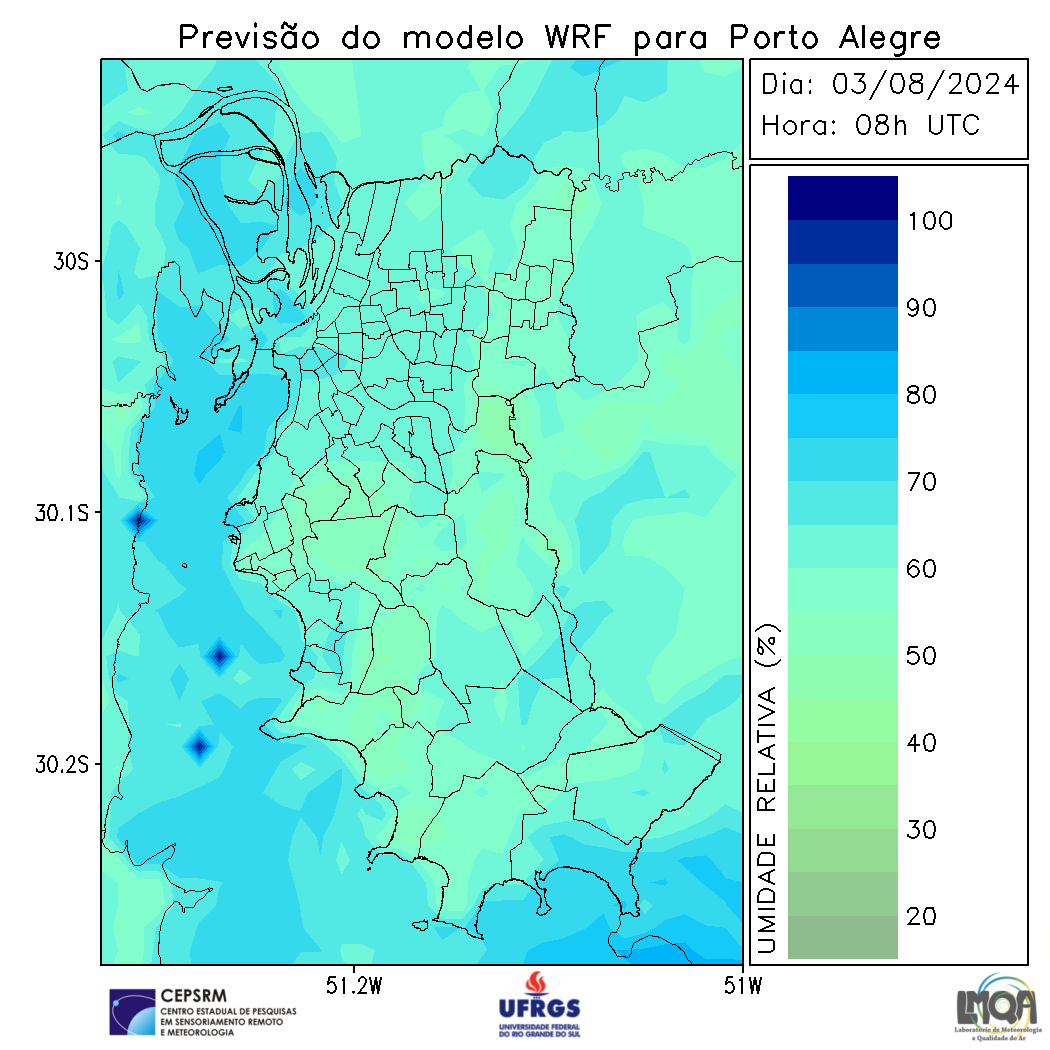 Previsão do modelo WRF para Porto Alegre
Dia: 03/08/2024
Hora: 08h UTC
30S
30.1S
30.2S
51.2W
51W
100
90
80
70
60
50
40
30
20
UMIDADE RELATIVA (%)
CEPSRM
CENTRO ESTADUAL DE PESQUISAS
EM SENSORIAMENTO REMOTO
E METEOROLOGIA
UFRGS
UNIVERSIDADE FEDERAL
DO RIO GRANDE DO SUL
LMQA
Laboratório de Meteorologia
e Qualidade do Ar